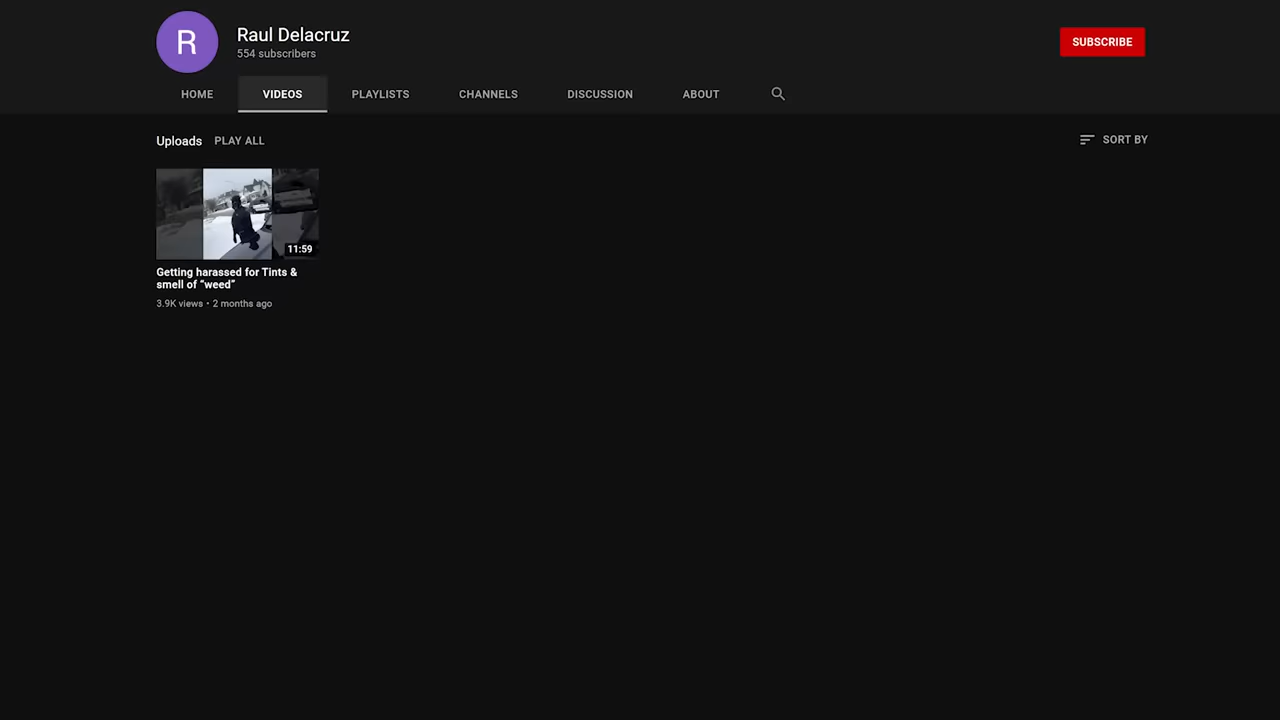 R
Raul Delacruz
554 subscribers
SUBSCRIBE
HOME VIDEOS PLAYLISTS CHANNELS DISCUSSION ABOUT
Uploads PLAY ALL
SORT BY
11:59
Getting harassed for Tints &
smell of “weed”
3.9K views • 2 months ago